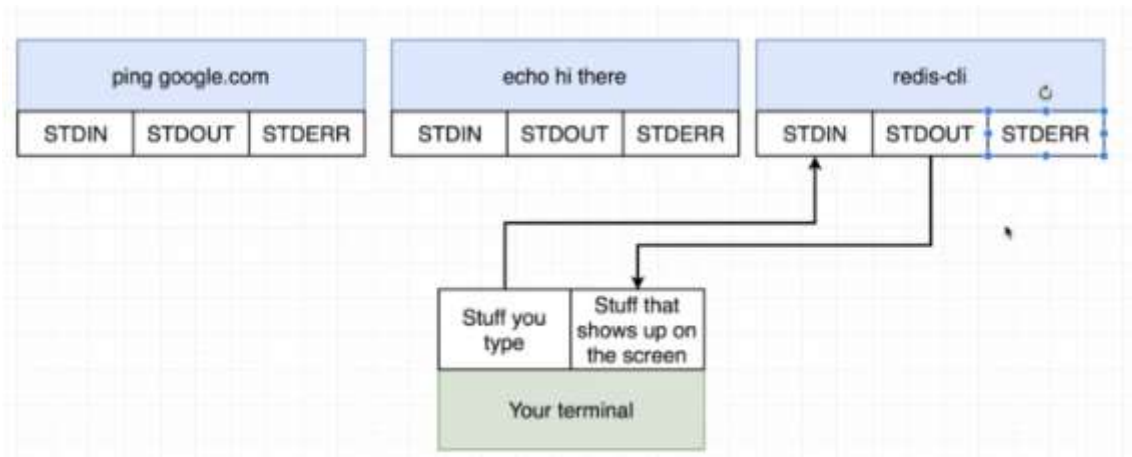 ping google.com
echo hi there
redis-cli
STDIN STDOUT STDERR
STDIN STDOUT STDERR
STDIN STDOUT STDERR
Stuff you
type
Stuff that
shows up on
the screen
Your terminal